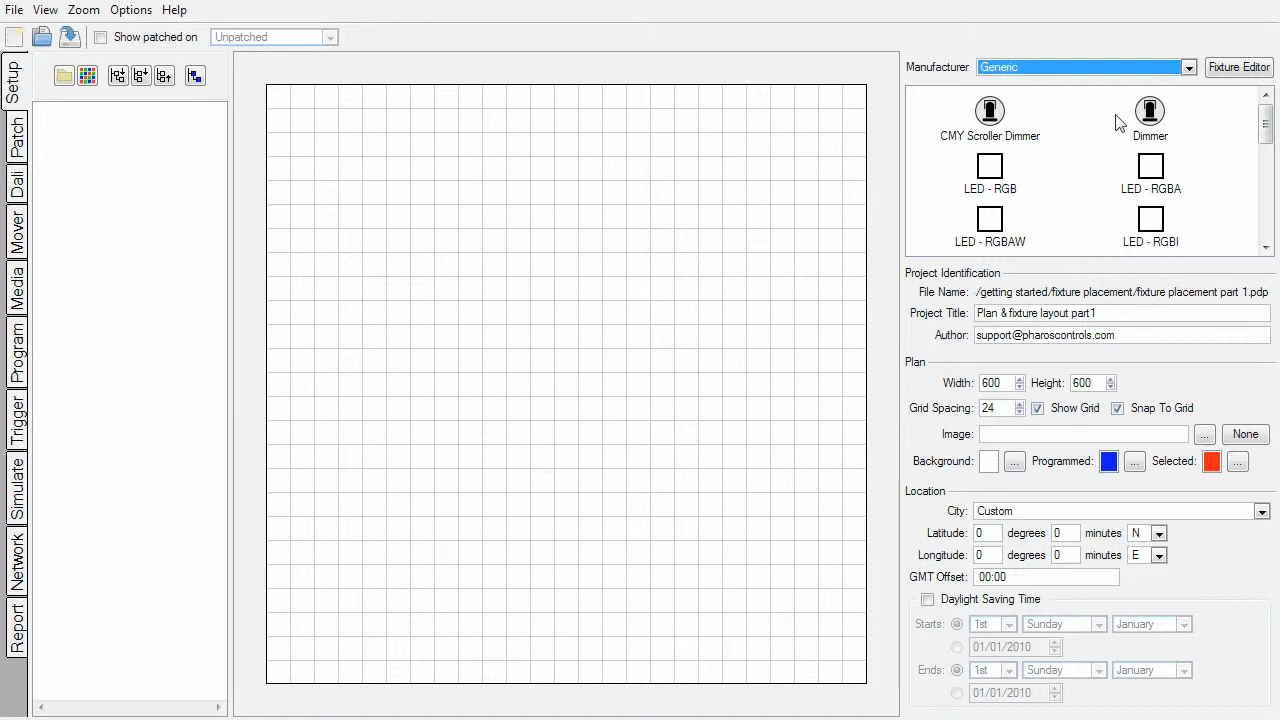 File View Zoom Options Help
Show patched on Unpatched
Setup
Patch
Dali
Mover
Media
Program
Trigger
Simulate
Network
Report
Manufacturer Generic Fixture Editor
CMY Scroller Dimmer Dimmer
LED - RGB LED - RGBA
LED - RGBAW LED - RGBI
Project Identification
File Name: /getting started/fixture placement/fixture placement part 1.pdp
Project Title: Plan & fixture layout part1
Author: support@pharoscontrols.com
Plan
Width: 600 Height: 600
Grid Spacing: 24 Show Grid Snap To Grid
Image: ... None
Background: ... Programmed: ... Selected: ...
Location
City: Custom
Latitude: 0 degrees 0 minutes N
Longitude: 0 degrees 0 minutes E
GMT Offset: 00:00
Daylight Saving Time
Starts: 1st Sunday January
01/01/2010
Ends: 1st Sunday January
01/01/2010